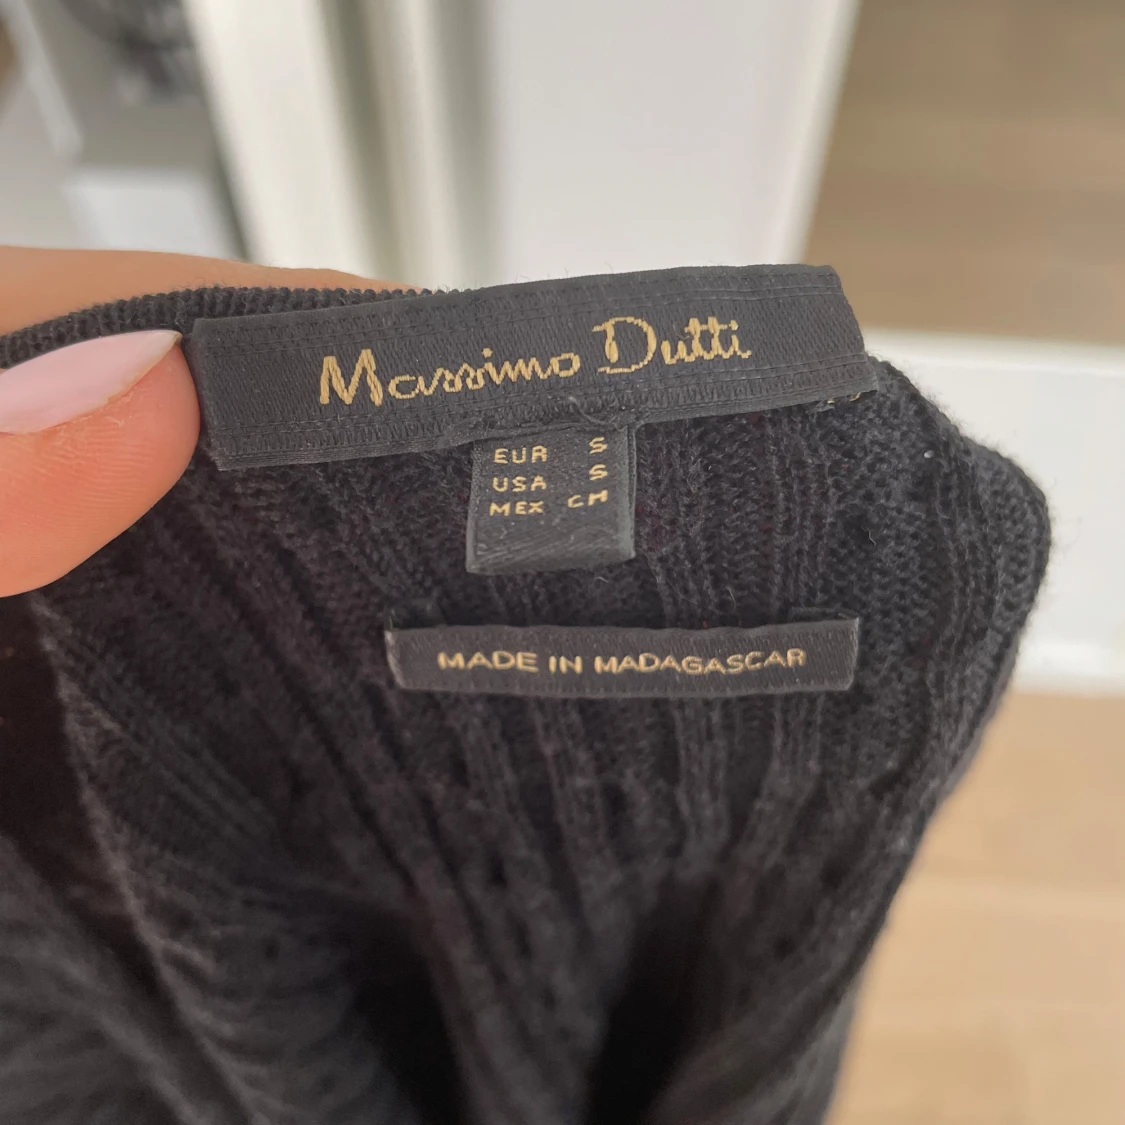 Massimo Dutti
EUR S
USA S
MEX CH
MADE IN MADAGASCAR